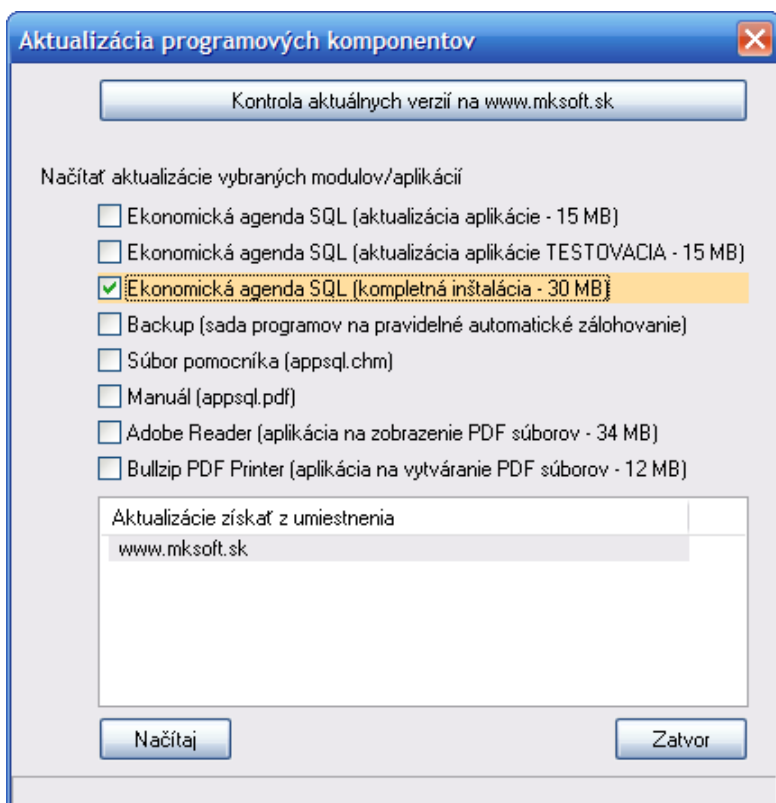 Aktualizácia programových komponentov
Kontrola aktuálnych verzií na www.mksoft.sk
Načítať aktualizácie vybraných modulov/aplikácií
Ekonomická agenda SQL (aktualizácia aplikácie - 15 MB)
Ekonomická agenda SQL (aktualizácia aplikácie TESTOVACIA - 15 MB)
Ekonomická agenda SQL (kompletná inštalácia - 30 MB)
Backup (sada programov na pravidelné automatické zálohovanie)
Súbor pomocníka (appsql.chm)
Manuál (appsql.pdf)
Adobe Reader (aplikácia na zobrazenie PDF súborov - 34 MB)
Bullzip PDF Printer (aplikácia na vytváranie PDF súborov - 12 MB)
Aktualizácie získať z umiestnenia
www.mksoft.sk
Načítaj
Zatvor